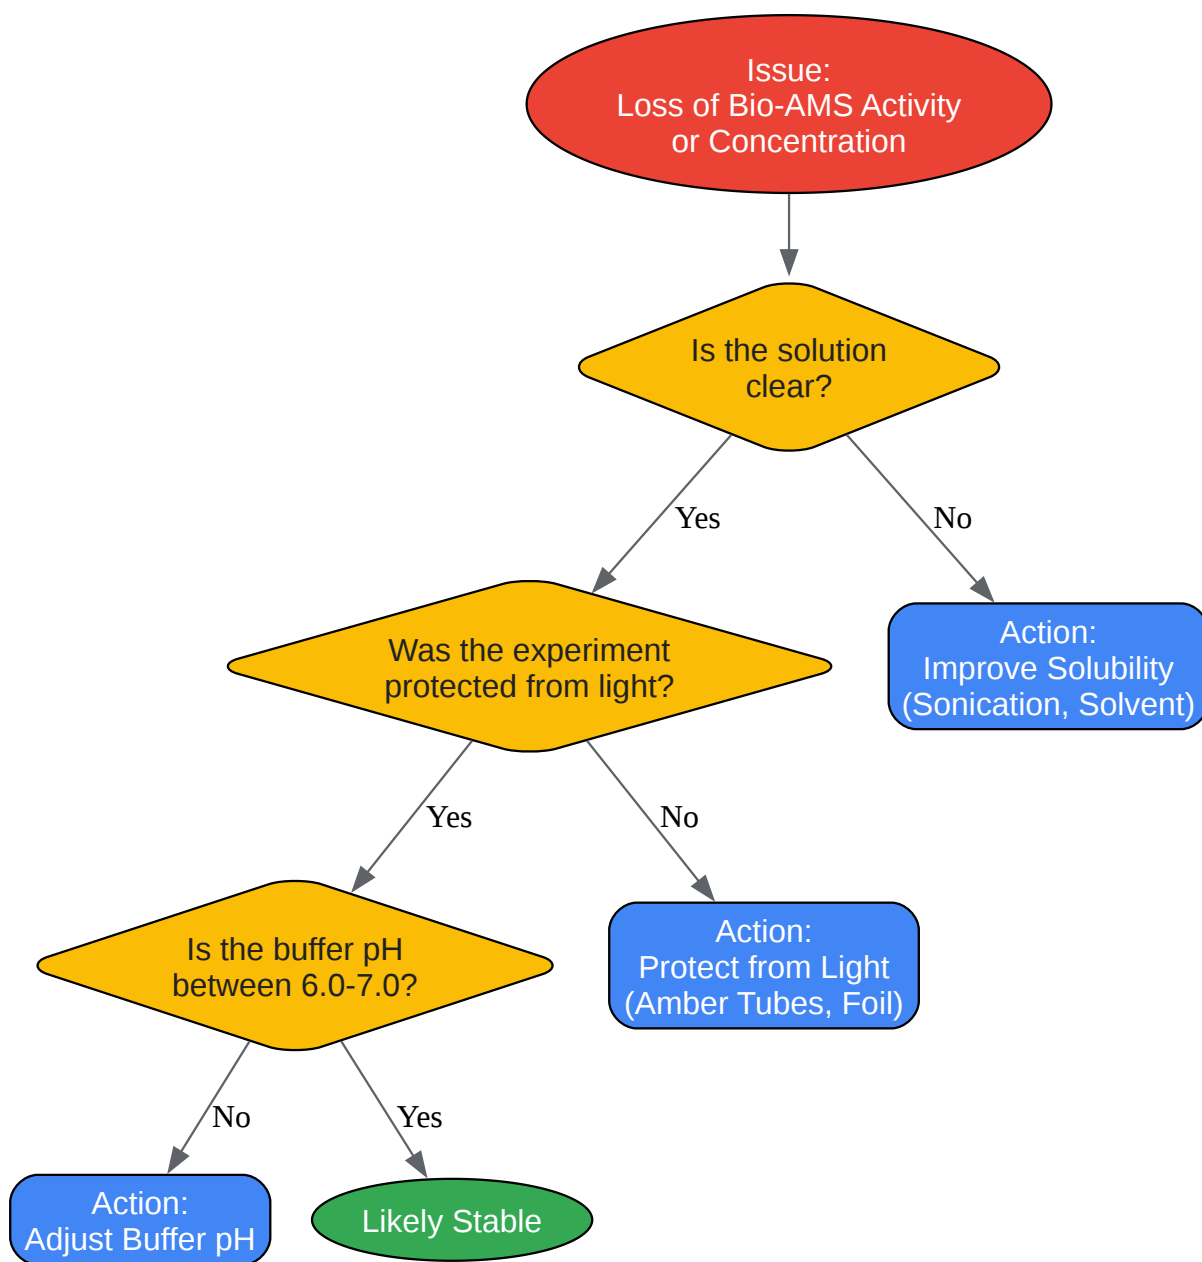 Issue:
Loss of Bio-AMS Activity
or Concentration
Is the solution
clear?
Yes
No
Was the experiment
protected from light?
Action:
Improve Solubility
(Sonication, Solvent)
Yes
No
Is the buffer pH
between 6.0-7.0?
Action:
Protect from Light
(Amber Tubes, Foil)
No
Yes
Action:
Adjust Buffer pH
Likely Stable